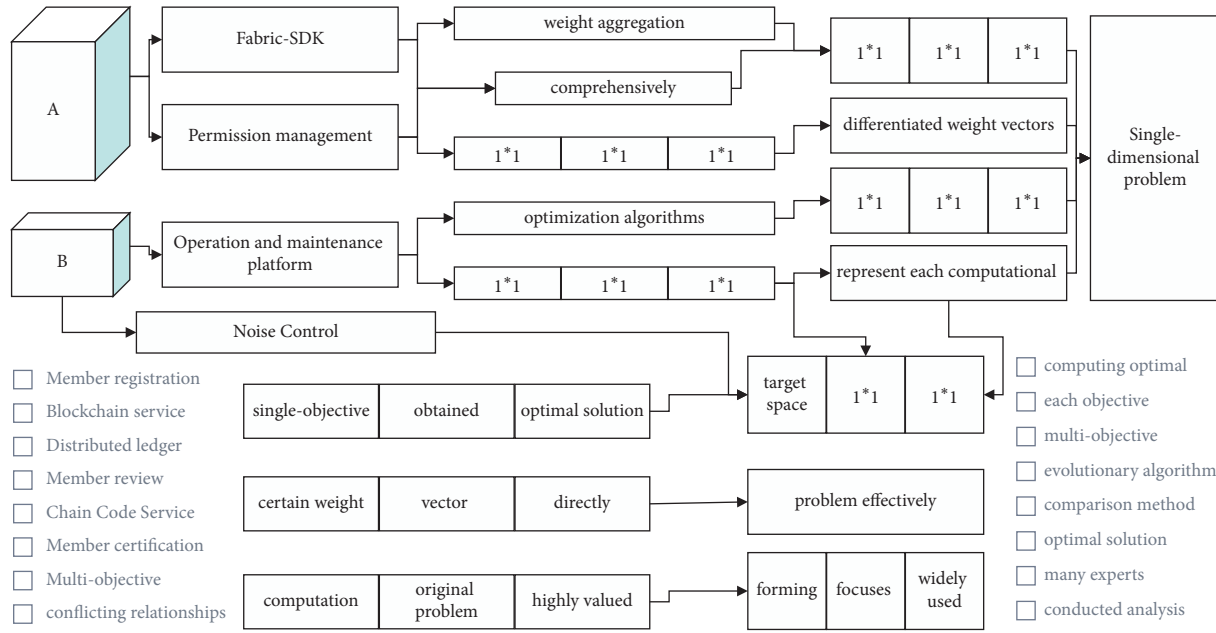 A
Fabric-SDK
Permission management
weight aggregation
comprehensively
1*1 1*1 1*1
1*1 1*1 1*1
differentiated weight vectors
Single-
dimensional
problem
B
Operation and maintenance
platform
optimization algorithms
1*1 1*1 1*1
1*1 1*1 1*1
represent each computational
Noise Control
Member registration
Blockchain service
Distributed ledger
Member review
Chain Code Service
Member certification
Multi-objective
conflicting relationships
single-objective obtained optimal solution
target
space
1*1 1*1
certain weight vector directly
problem effectively
computation
original
problem
highly valued
forming focuses
widely
used
computing optimal
each objective
multi-objective
evolutionary algorithm
comparison method
optimal solution
many experts
conducted analysis